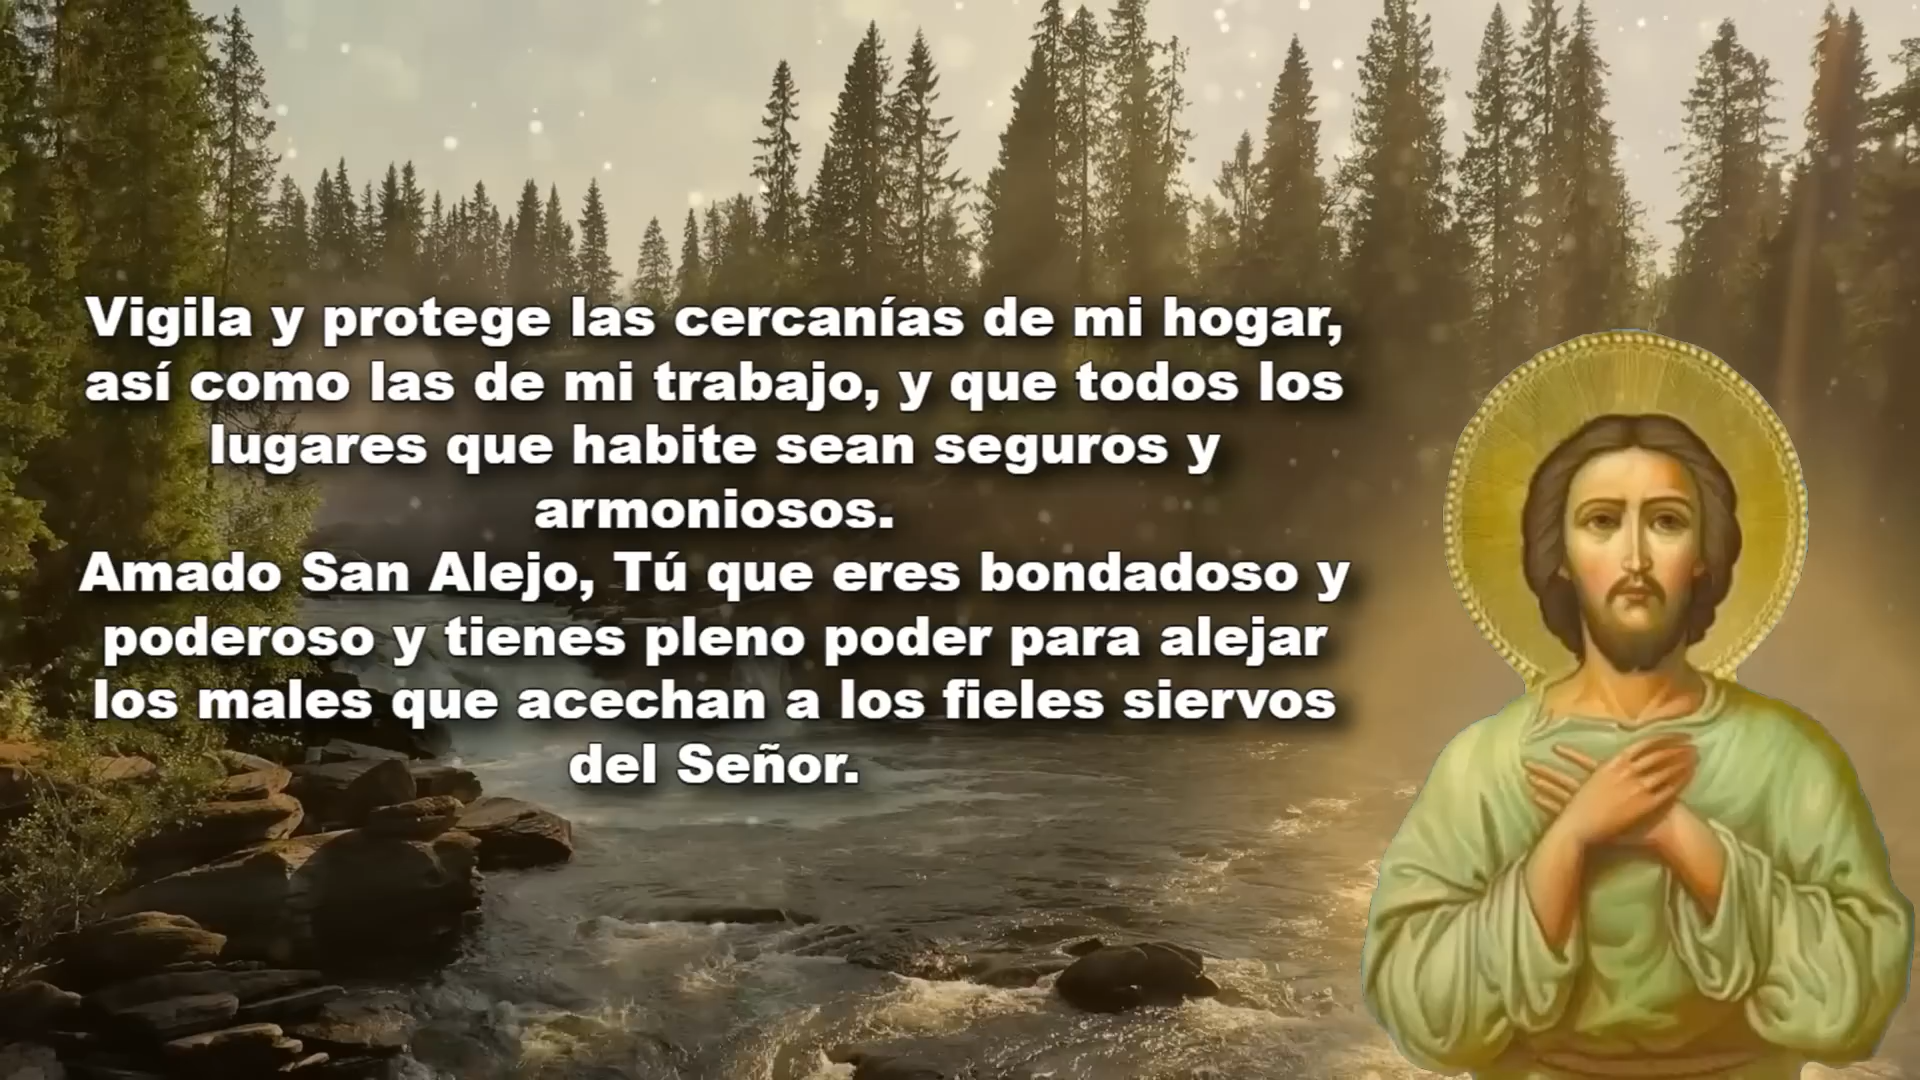 Vigila y protege las cercanías de mi hogar,
así como las de mi trabajo, y que todos los
lugares que habite sean seguros y
armoniosos.
Amado San Alejo, Tú que eres bondadoso y
poderoso y tienes pleno poder para alejar
los males que acechan a los fieles siervos
del Señor.